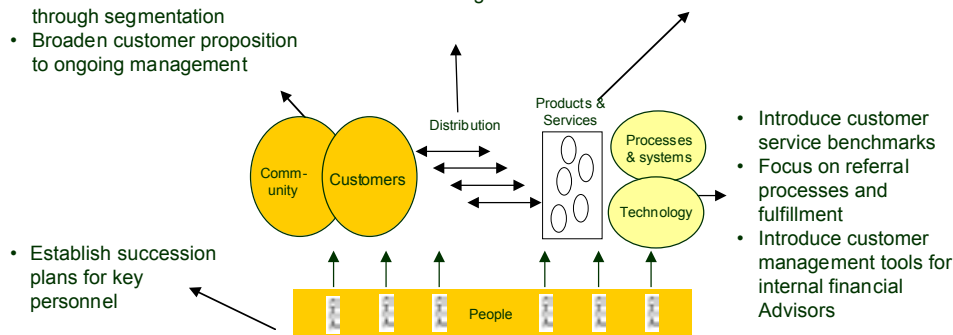 through segmentation
• Broaden customer proposition
to ongoing management
Products &
Services
Distribution
Processes
& systems
Comm-
unity
Customers
Technology
• Introduce customer
service benchmarks
• Focus on referral
processes and
fulfillment
• Introduce customer
management tools for
internal financial
Advisors
• Establish succession
plans for key
personnel
People